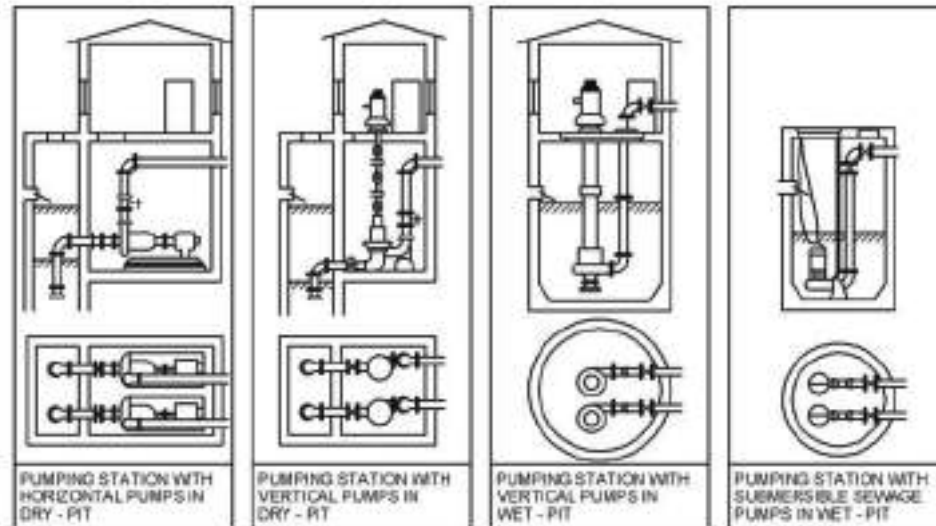 PUMPING STATION WITH
HORIZONTAL PUMPS IN
DRY - PIT
PUMPING STATION WITH
VERTICAL PUMPS IN
DRY - PIT
PUMPING STATION WITH
VERTICAL PUMPS IN
WET - PIT
PUMPING STATION WITH
SUBMERSIBLE SEWAGE
PUMPS IN WET - PIT